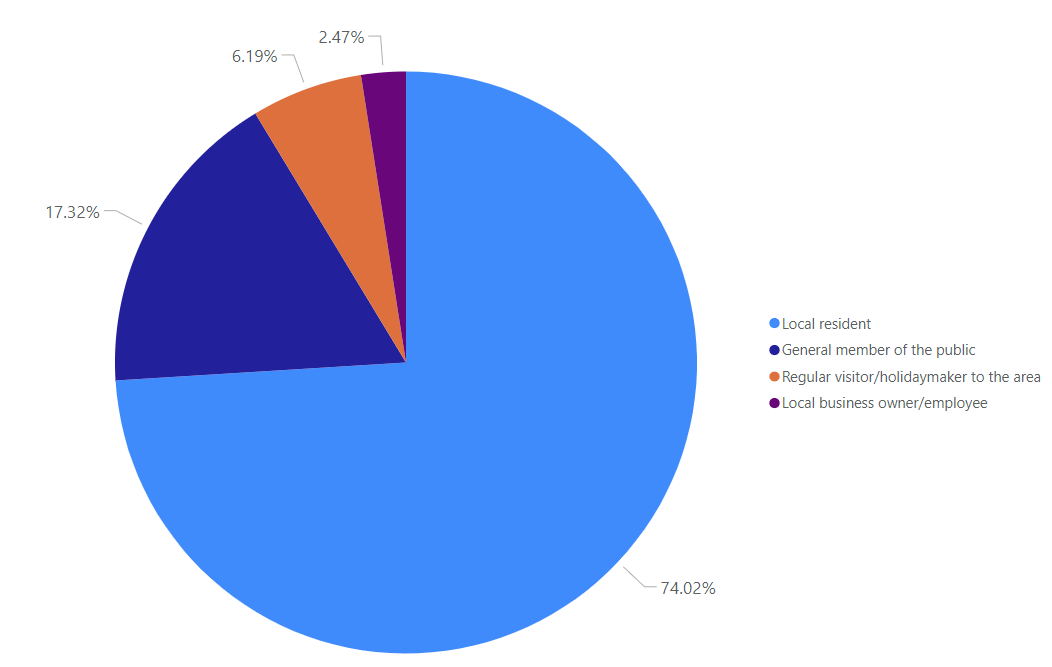 2.47%
6.19%
17.32%
74.02%
Local resident
General member of the public
Regular visitor/holidaymaker to the area
Local business owner/employee